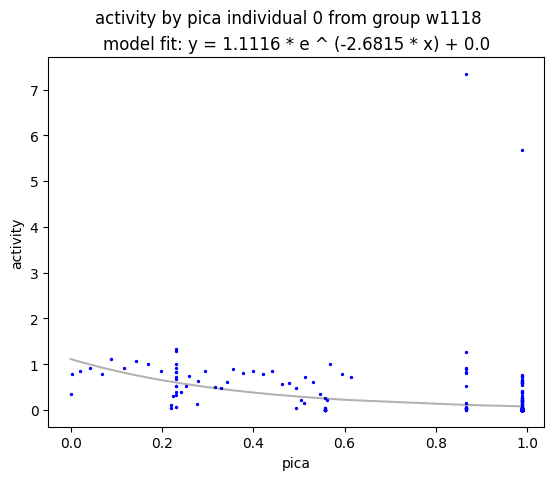 activity by pica individual 0 from group w1118
model fit: y = 1.1116 * e ^ (-2.6815 * x) + 0.0
7
6
5
4
3
2
1
0
activity
0.0 0.2 0.4 0.6 0.8 1.0
pica